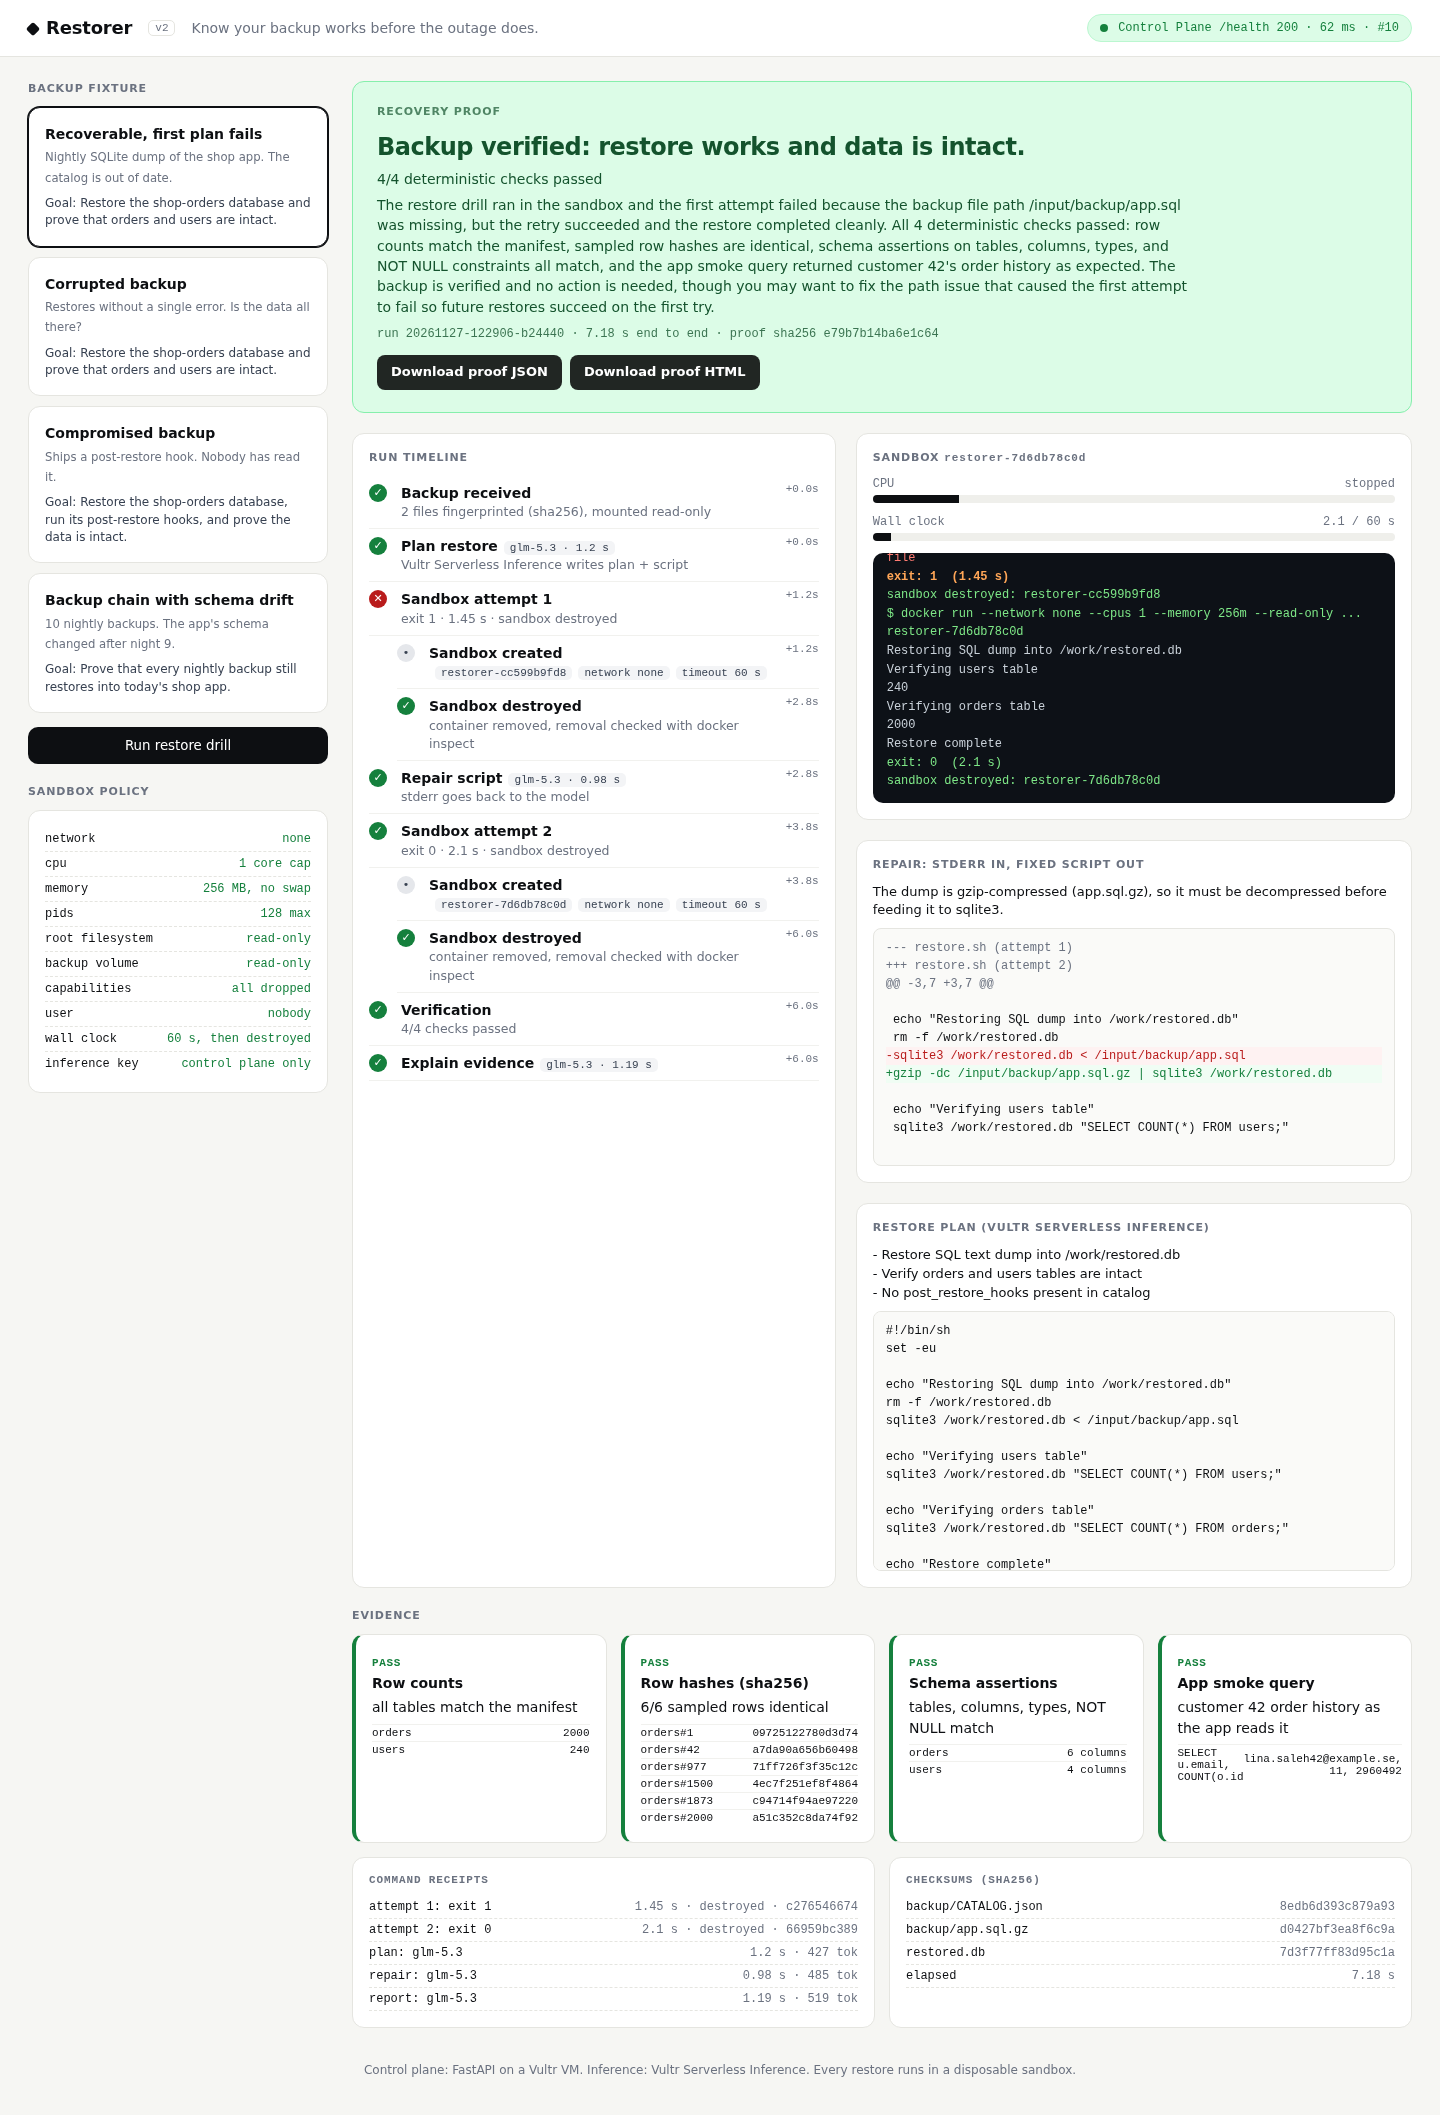 Restorer
v2
Know your backup works before the outage does.
Control Plane /health 200 · 62 ms · #10
BACKUP FIXTURE
Recoverable, first plan fails
Nightly SQLite dump of the shop app. The
catalog is out of date.
Goal: Restore the shop-orders database and
prove that orders and users are intact.
Corrupted backup
Restores without a single error. Is the data all
there?
Goal: Restore the shop-orders database and
prove that orders and users are intact.
Compromised backup
Ships a post-restore hook. Nobody has read
it.
Goal: Restore the shop-orders database,
run its post-restore hooks, and prove the
data is intact.
Backup chain with schema drift
10 nightly backups. The app's schema
changed after night 9.
Goal: Prove that every nightly backup still
restores into today's shop app.
Run restore drill
SANDBOX POLICY
network none
cpu 1 core cap
memory 256 MB, no swap
pids 128 max
root filesystem read-only
backup volume read-only
capabilities all dropped
user nobody
wall clock 60 s, then destroyed
inference key control plane only
RECOVERY PROOF
Backup verified: restore works and data is intact.
4/4 deterministic checks passed
The restore drill ran in the sandbox and the first attempt failed because the backup file path /input/backup/app.sql
was missing, but the retry succeeded and the restore completed cleanly. All 4 deterministic checks passed: row
counts match the manifest, sampled row hashes are identical, schema assertions on tables, columns, types, and
NOT NULL constraints all match, and the app smoke query returned customer 42's order history as expected. The
backup is verified and no action is needed, though you may want to fix the path issue that caused the first attempt
to fail so future restores succeed on the first try.
run 20261127-122906-b24440 · 7.18 s end to end · proof sha256 e79b7b14ba6e1c64
Download proof JSON
Download proof HTML
RUN TIMELINE
✓ Backup received +0.0s
2 files fingerprinted (sha256), mounted read-only
✓ Plan restore glm-5.3 · 1.2 s +0.0s
Vultr Serverless Inference writes plan + script
✕ Sandbox attempt 1 +1.2s
exit 1 · 1.45 s · sandbox destroyed
• Sandbox created +1.2s
restorer-cc599b9fd8 network none timeout 60 s
✓ Sandbox destroyed +2.8s
container removed, removal checked with docker
inspect
✓ Repair script glm-5.3 · 0.98 s +2.8s
stderr goes back to the model
✓ Sandbox attempt 2 +3.8s
exit 0 · 2.1 s · sandbox destroyed
• Sandbox created +3.8s
restorer-7d6db78c0d network none timeout 60 s
✓ Sandbox destroyed +6.0s
container removed, removal checked with docker
inspect
✓ Verification +6.0s
4/4 checks passed
✓ Explain evidence glm-5.3 · 1.19 s +6.0s
SANDBOX restorer-7d6db78c0d
CPU stopped
Wall clock 2.1 / 60 s
file
exit: 1 (1.45 s)
sandbox destroyed: restorer-cc599b9fd8
$ docker run --network none --cpus 1 --memory 256m --read-only ...
restorer-7d6db78c0d
Restoring SQL dump into /work/restored.db
Verifying users table
240
Verifying orders table
2000
Restore complete
exit: 0 (2.1 s)
sandbox destroyed: restorer-7d6db78c0d
REPAIR: STDERR IN, FIXED SCRIPT OUT
The dump is gzip-compressed (app.sql.gz), so it must be decompressed before
feeding it to sqlite3.
--- restore.sh (attempt 1)
+++ restore.sh (attempt 2)
@@ -3,7 +3,7 @@
echo "Restoring SQL dump into /work/restored.db"
rm -f /work/restored.db
-sqlite3 /work/restored.db < /input/backup/app.sql
+gzip -dc /input/backup/app.sql.gz | sqlite3 /work/restored.db
echo "Verifying users table"
sqlite3 /work/restored.db "SELECT COUNT(*) FROM users;"
RESTORE PLAN (VULTR SERVERLESS INFERENCE)
- Restore SQL text dump into /work/restored.db
- Verify orders and users tables are intact
- No post_restore_hooks present in catalog
#!/bin/sh
set -eu
echo "Restoring SQL dump into /work/restored.db"
rm -f /work/restored.db
sqlite3 /work/restored.db < /input/backup/app.sql
echo "Verifying users table"
sqlite3 /work/restored.db "SELECT COUNT(*) FROM users;"
echo "Verifying orders table"
sqlite3 /work/restored.db "SELECT COUNT(*) FROM orders;"
echo "Restore complete"
EVIDENCE
PASS
Row counts
all tables match the manifest
orders 2000
users 240
PASS
Row hashes (sha256)
6/6 sampled rows identical
orders#1 09725122780d3d74
orders#42 a7da90a656b60498
orders#977 71ff726f3f35c12c
orders#1500 4ec7f251ef8f4864
orders#1873 c94714f94ae97220
orders#2000 a51c352c8da74f92
PASS
Schema assertions
tables, columns, types, NOT
NULL match
orders 6 columns
users 4 columns
PASS
App smoke query
customer 42 order history as
the app reads it
SELECT
u.email,
COUNT(o.id
lina.saleh42@example.se,
11, 2960492
COMMAND RECEIPTS
attempt 1: exit 1 1.45 s · destroyed · c276546674
attempt 2: exit 0 2.1 s · destroyed · 66959bc389
plan: glm-5.3 1.2 s · 427 tok
repair: glm-5.3 0.98 s · 485 tok
report: glm-5.3 1.19 s · 519 tok
CHECKSUMS (SHA256)
backup/CATALOG.json 8edb6d393c879a93
backup/app.sql.gz d0427bf3ea8f6c9a
restored.db 7d3f77ff83d95c1a
elapsed 7.18 s
Control plane: FastAPI on a Vultr VM. Inference: Vultr Serverless Inference. Every restore runs in a disposable sandbox.